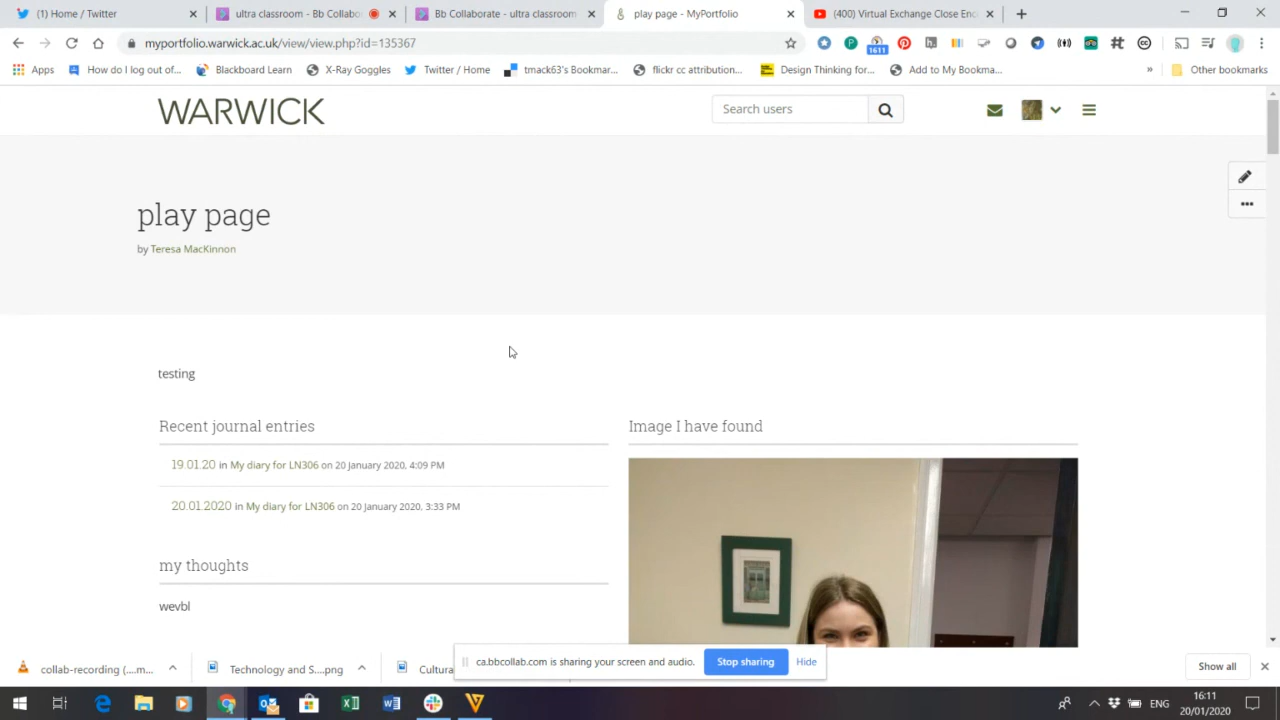 (1) Home / Twitter
ultra classroom - Bb Collabo
Bb Collaborate - ultra classroom
play page - MyPortfolio
(400) Virtual Exchange Close Enc
myportfolio.warwick.ac.uk/view/view.php?id=135367
1611
Apps
How do I log out of...
Blackboard Learn
X-Ray Goggles
Twitter / Home
tmack63's Bookmar...
flickr cc attribution...
Design Thinking for...
Add to My Bookma...
»
Other bookmarks
WARWICK
Search users
play page
by Teresa MacKinnon
testing
Recent journal entries
Image I have found
19.01.20 in My diary for LN306 on 20 January 2020, 4:09 PM
20.01.2020 in My diary for LN306 on 20 January 2020, 3:33 PM
my thoughts
wevbl
collab-recording (....m...
Technology and S....png
Cultura
ca.bbcollab.com is sharing your screen and audio.
Stop sharing
Hide
Show all
ENG
16:11
20/01/2020